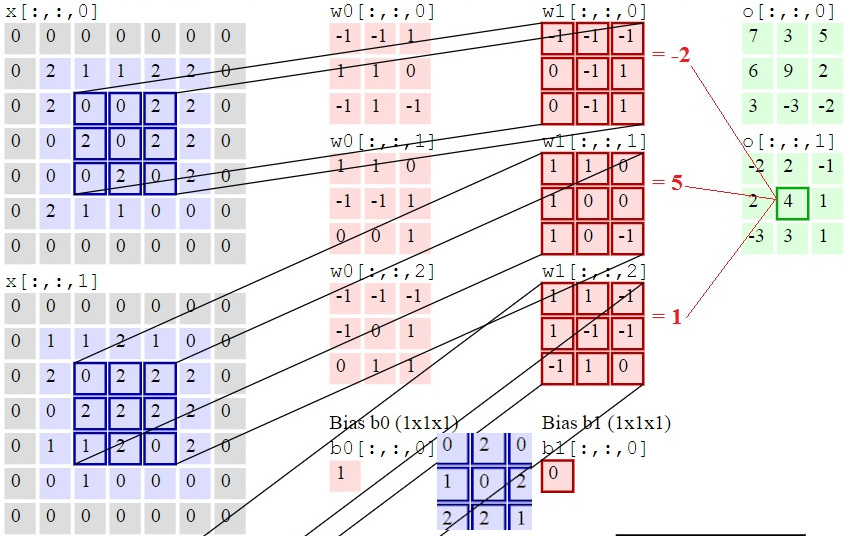 x[:,:,0]
0 0 0 0 0 0 0
0 2 1 1 2 2 0
0 2 0 0 2 2 0
0 0 2 0 2 2 0
0 0 0 2 0 2 0
0 2 1 1 0 0 0
0 0 0 0 0 0 0
x[:,:,1]
0 0 0 0 0 0 0
0 1 1 2 1 0 0
0 2 0 2 2 2 0
0 0 2 2 2 2 0
0 1 1 2 0 2 0
0 0 1 0 0 0 0
0 0 0 0 0 0 0
w0[:,:,0]
-1 -1 1
1 1 0
-1 1 -1
w0[:,:,1]
1 1 0
-1 -1 1
0 0 1
w0[:,:,2]
-1 -1 -1
-1 0 1
0 1 1
Bias b0 (1x1x1)
b0[:,:,0]
1
0 2 0
1 0 2
2 2 1
w1[:,:,0]
-1 -1 -1
0 -1 1
0 -1 1
= -2
w1[:,:,1]
1 1 0
1 0 0
1 0 -1
= 5
w1[:,:,2]
1 1 -1
1 -1 -1
-1 1 0
= 1
Bias b1 (1x1x1)
b1[:,:,0]
0
o[:,:,0]
7 3 5
6 9 2
3 -3 -2
o[:,:,1]
-2 2 -1
2 4 1
-3 3 1